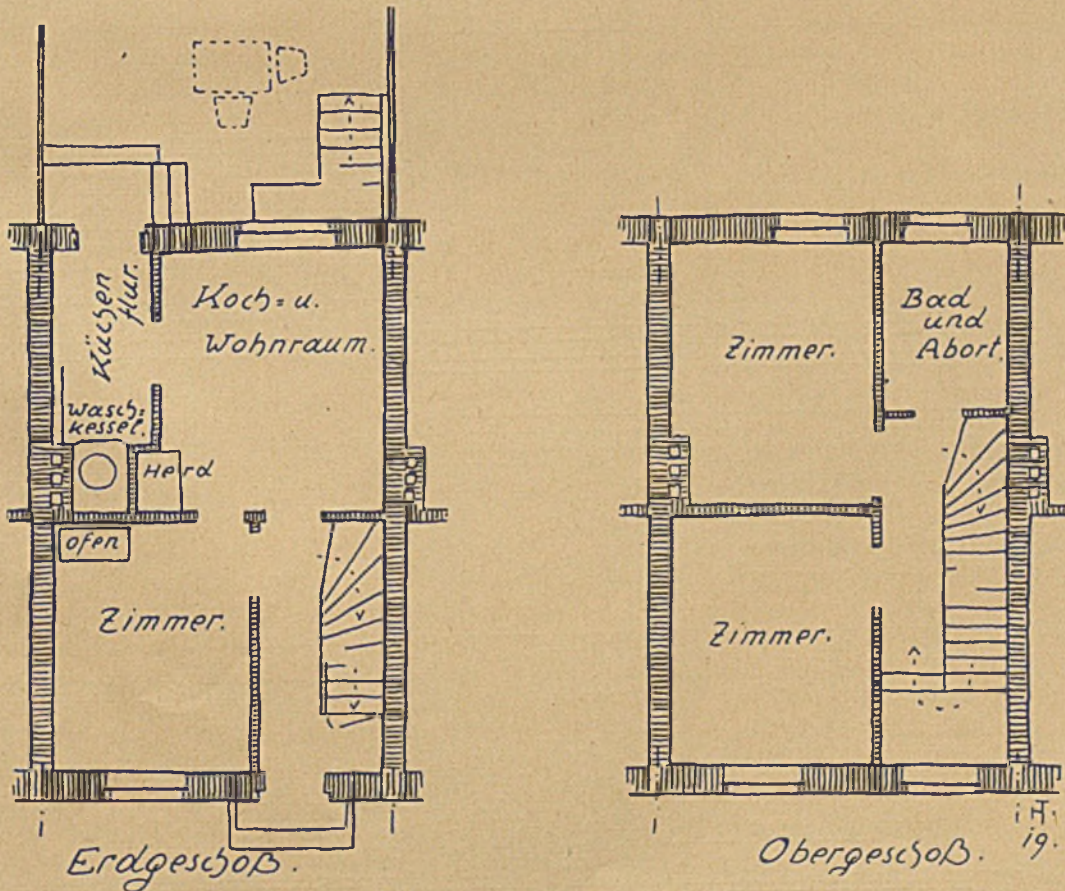 Küchen
flur.
Koch= u.
Wohnraum.
Wasch=
kessel.
Herd
Ofen
Zimmer.
Erdgeschoß.
Zimmer.
Bad
und
Abort.
Zimmer.
Obergeschoß.
19.